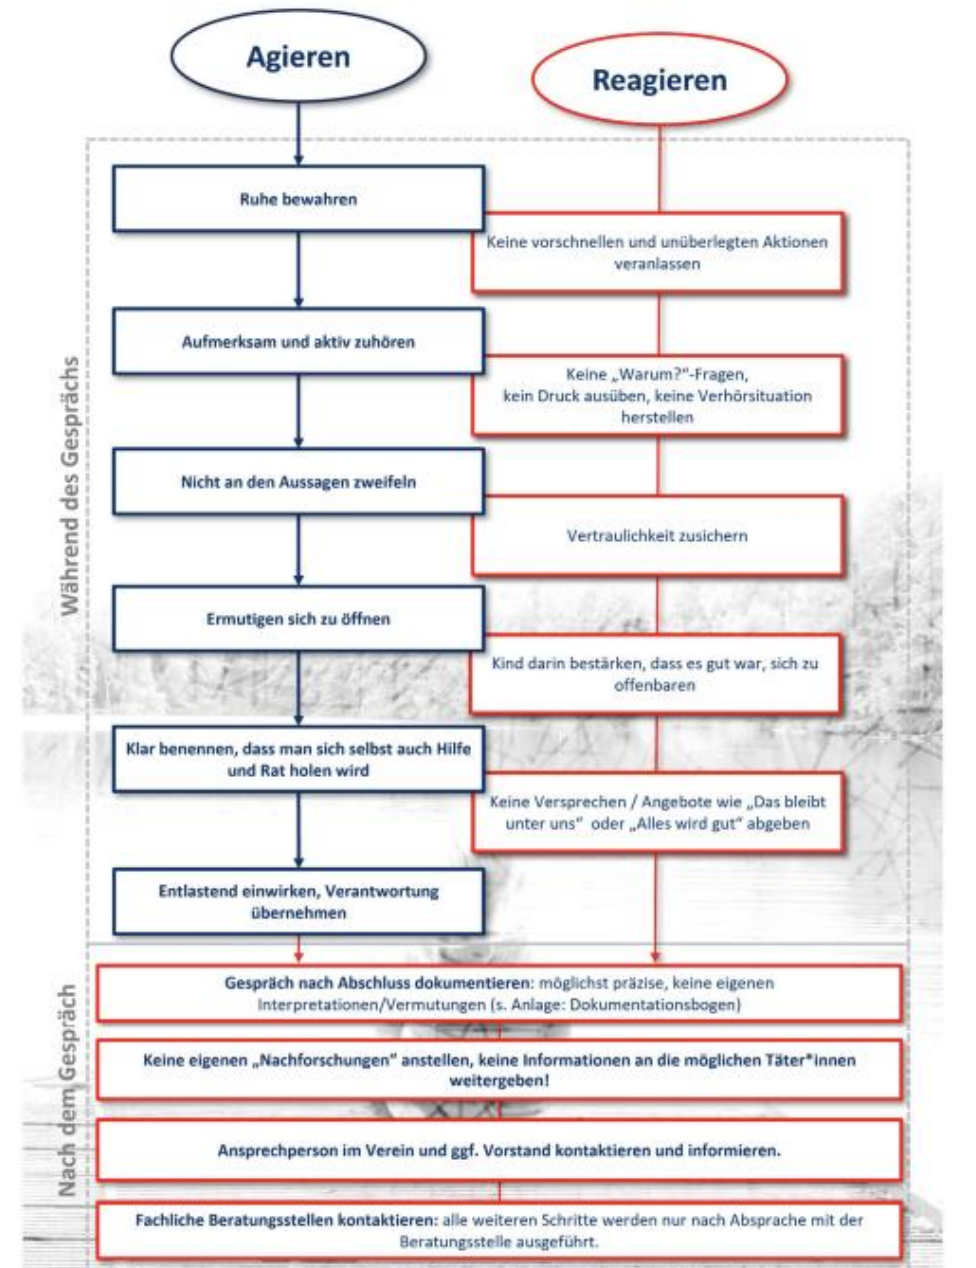 Agieren
Reagieren
Während des Gesprächs
Ruhe bewahren
Keine vorschnellen und unüberlegten Aktionen
veranlassen
Aufmerksam und aktiv zuhören
Keine „Warum?“-Fragen,
kein Druck ausüben, keine Verhörsituation
herstellen
Nicht an den Aussagen zweifeln
Vertraulichkeit zusichern
Ermutigen sich zu öffnen
Kind darin bestärken, dass es gut war, sich zu
offenbaren
Klar benennen, dass man sich selbst auch Hilfe
und Rat holen wird
Keine Versprechen / Angebote wie „Das bleibt
unter uns“ oder „Alles wird gut“ abgeben
Entlastend einwirken, Verantwortung
übernehmen
Nach dem Gespräch
Gespräch nach Abschluss dokumentieren: möglichst präzise, keine eigenen
Interpretationen/Vermutungen (s. Anlage: Dokumentationsbogen)
Keine eigenen „Nachforschungen“ anstellen, keine Informationen an die möglichen Täter*innen
weitergeben!
Ansprechperson im Verein und ggf. Vorstand kontaktieren und informieren.
Fachliche Beratungsstellen kontaktieren: alle weiteren Schritte werden nur nach Absprache mit der
Beratungsstelle ausgeführt.